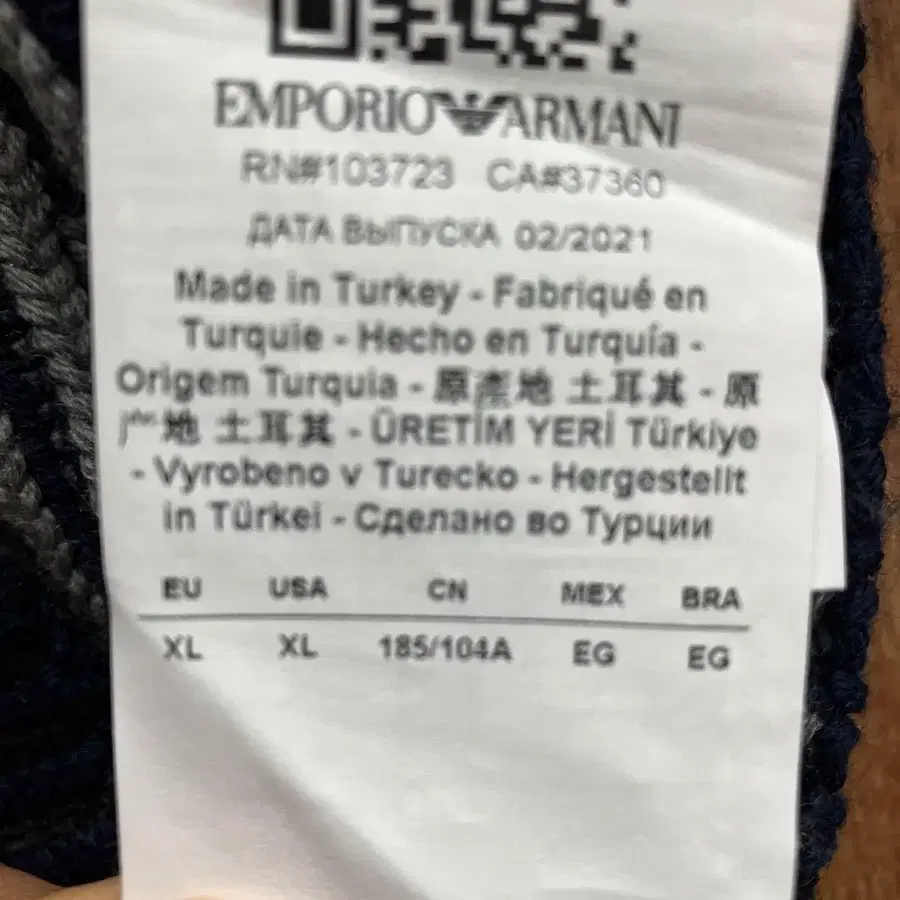 EMPORIO ARMANI
RN#103723 CA#37360
ДАТА ВЫПУСКА 02/2021
Made in Turkey - Fabriqué en
Turquie - Hecho en Turquía -
Origem Turquia - 原產地 土耳其 - 原
产地 土耳其 - ÜRETİM YERİ Türkiye
- Vyrobeno v Turecko - Hergestellt
in Türkei - Сделано во Турции
EU USA CN MEX BRA
XL XL 185/104A EG EG